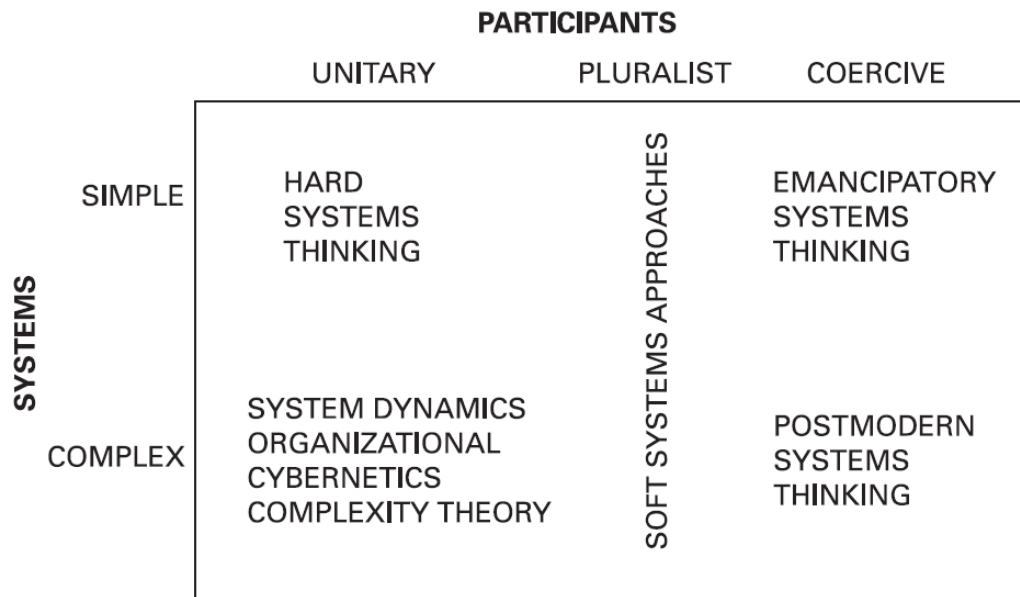 PARTICIPANTS
UNITARY
PLURALIST
COERCIVE
SYSTEMS
SIMPLE
HARD
SYSTEMS
THINKING
SOFT SYSTEMS APPROACHES
EMANCIPATORY
SYSTEMS
THINKING
COMPLEX
SYSTEM DYNAMICS
ORGANIZATIONAL
CYBERNETICS
COMPLEXITY THEORY
POSTMODERN
SYSTEMS
THINKING